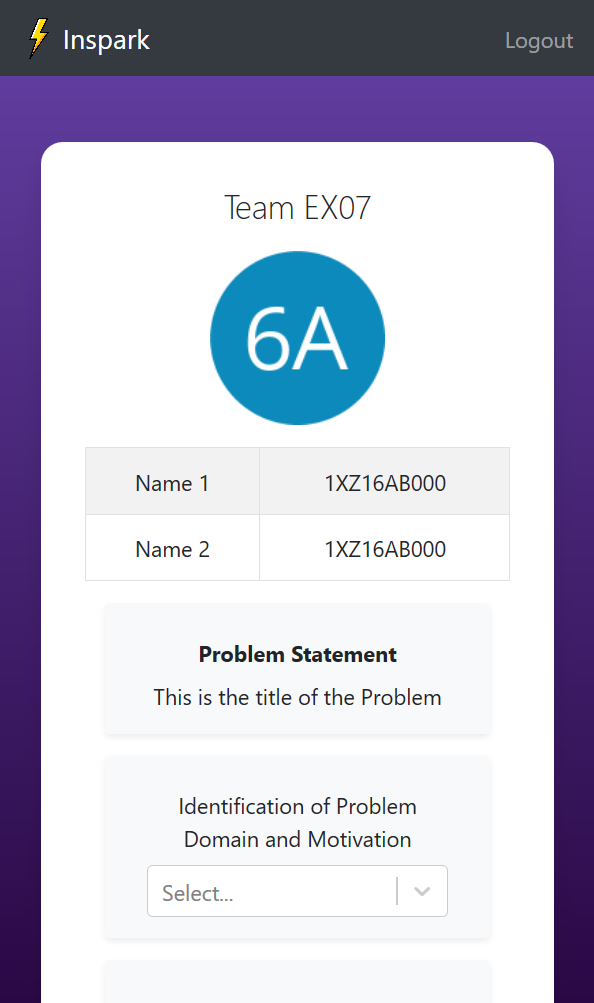 Inspark
Logout
Team EX07
6A
Name 1 1XZ16AB000
Name 2 1XZ16AB000
Problem Statement
This is the title of the Problem
Identification of Problem
Domain and Motivation
Select...